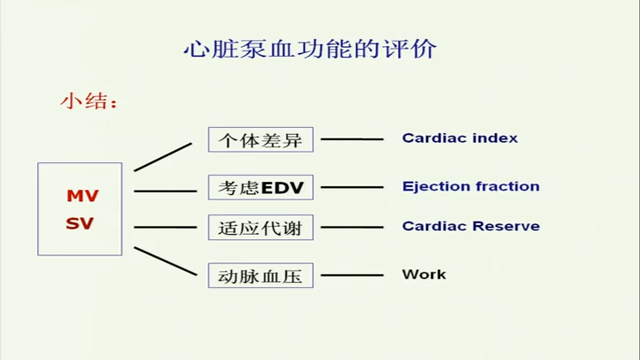 心脏泵血功能的评价
小结：
个体差异 Cardiac index
MV
考虑EDV Ejection fraction
SV
适应代谢 Cardiac Reserve
动脉血压 Work